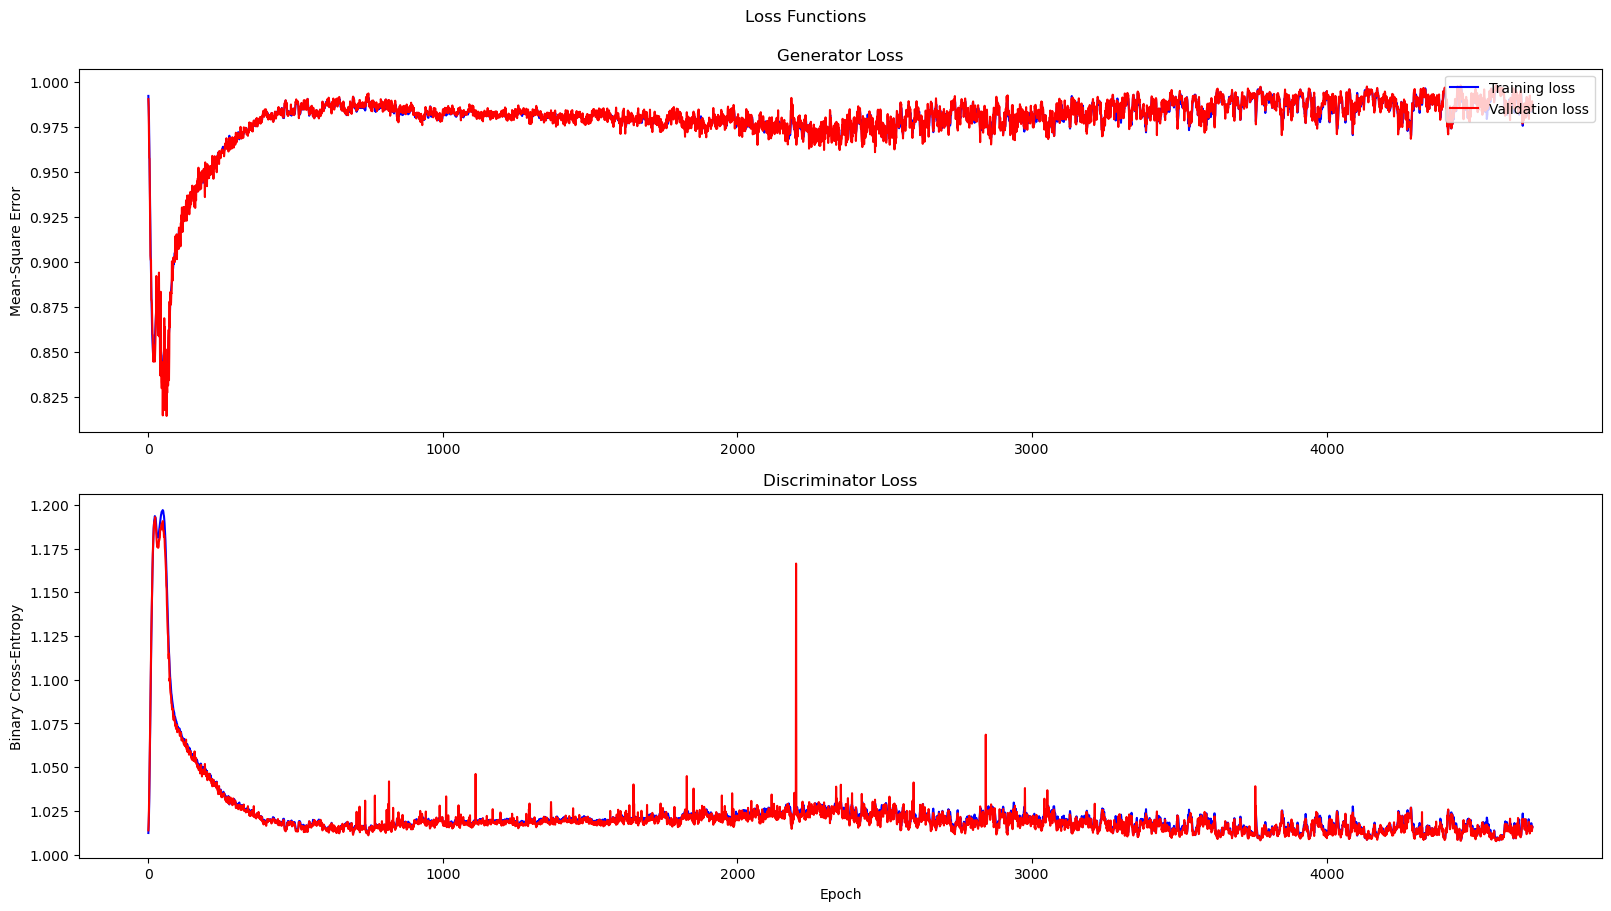 Loss Functions
Generator Loss
Mean-Square Error
1.000
0.975
0.950
0.925
0.900
0.875
0.850
0.825
Training loss
Validation loss
0 1000 2000 3000 4000
Discriminator Loss
Binary Cross-Entropy
1.200
1.175
1.150
1.125
1.100
1.075
1.050
1.025
1.000
0 1000 2000 3000 4000
Epoch